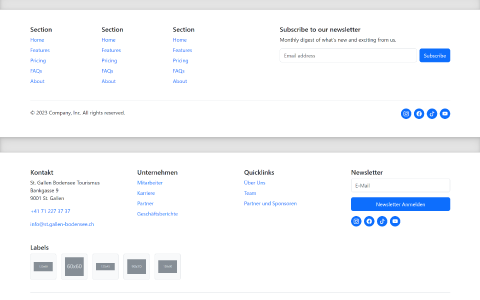 Section
Home
Features
Pricing
FAQs
About
Section
Home
Features
Pricing
FAQs
About
Section
Home
Features
Pricing
FAQs
About
Subscribe to our newsletter
Monthly digest of what's new and exciting from us.
Email address
Subscribe
© 2023 Company, Inc. All rights reserved.
Kontakt
St. Gallen Bodensee Tourismus
Bankgasse 9
9001 St. Gallen
+41 71 227 37 37
info@st.gallen-bodensee.ch
Unternehmen
Mitarbeiter
Karriere
Partner
Geschäftsberichte
Quicklinks
Über Uns
Team
Partner und Sponsoren
Newsletter
E-Mail
Newsletter Anmelden
Labels
60x60